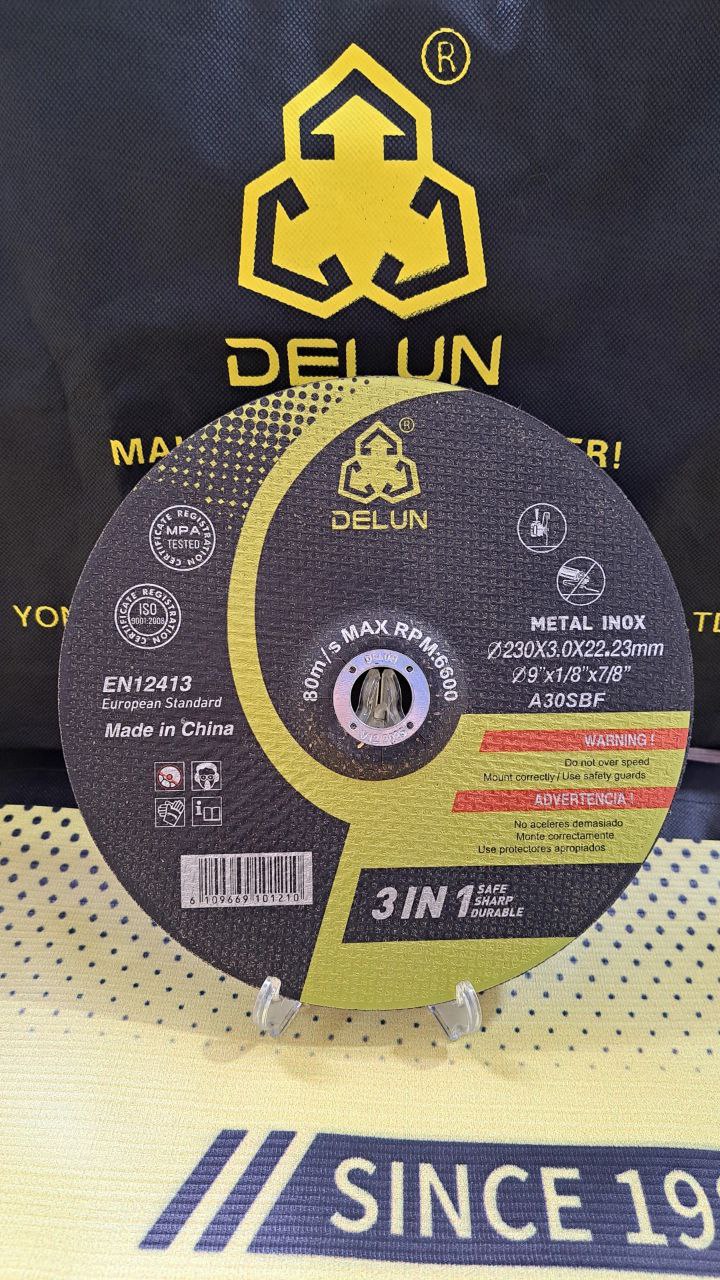 ®
DELUN
®
DELUN
CERTIFICATE REGISTRATION
MPA
TESTED
CERTIFICATE REGISTRATION
ISO
9001:2008
EN12413
European Standard
Made in China
80m/s MAX RPM:6600
DELUN
METAL INOX
Ø230X3.0X22.23mm
Ø9"x1/8"x7/8"
A30SBF
WARNING !
Do not over speed
Mount correctly / Use safety guards
ADVERTENCIA !
No aceleres demasiado
Monte correctamente
Use protectores apropiados
6 109669 101210
3 IN 1
SAFE
SHARP
DURABLE
SINCE